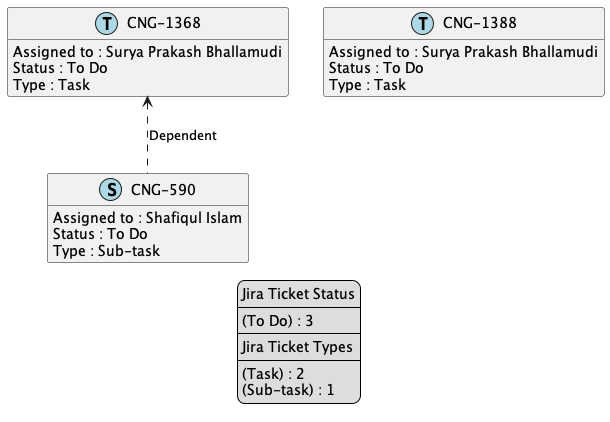 T CNG-1368
Assigned to : Surya Prakash Bhallamudi
Status : To Do
Type : Task
T CNG-1388
Assigned to : Surya Prakash Bhallamudi
Status : To Do
Type : Task
Dependent
S CNG-590
Assigned to : Shafiqul Islam
Status : To Do
Type : Sub-task
Jira Ticket Status
(To Do) : 3
Jira Ticket Types
(Task) : 2
(Sub-task) : 1